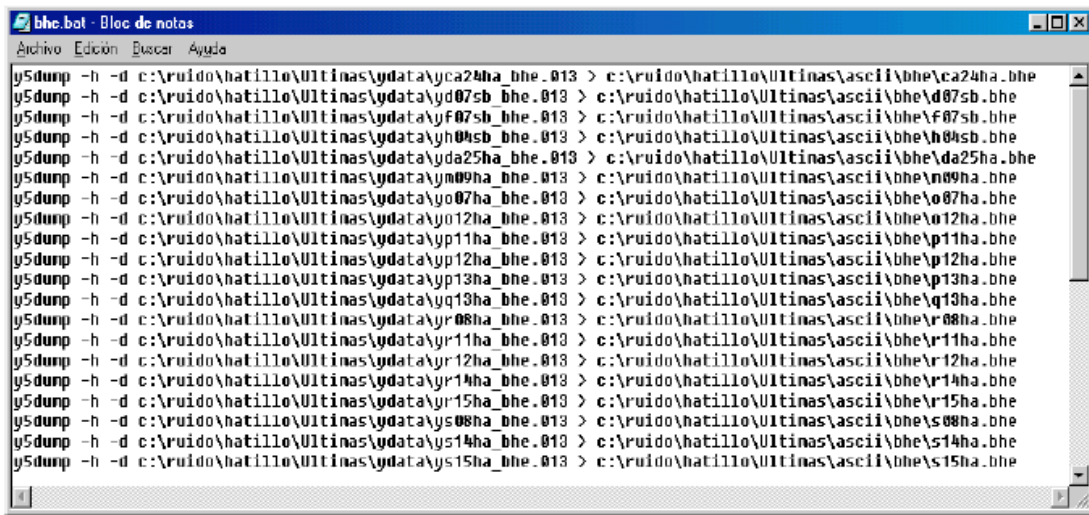 bhe.bat - Bloc de notas
Archivo Edición Buscar Ayuda
y5dump -h -d c:\ruido\hatillo\Ultimas\ydata\yca24ha_bhe.013 > c:\ruido\hatillo\Ultimas\ascii\bhe\ca24ha.bhe
y5dump -h -d c:\ruido\hatillo\Ultimas\ydata\yd07sb_bhe.013 > c:\ruido\hatillo\Ultimas\ascii\bhe\d07sb.bhe
y5dump -h -d c:\ruido\hatillo\Ultimas\ydata\yf07sb_bhe.013 > c:\ruido\hatillo\Ultimas\ascii\bhe\f07sb.bhe
y5dump -h -d c:\ruido\hatillo\Ultimas\ydata\yh04sb_bhe.013 > c:\ruido\hatillo\Ultimas\ascii\bhe\h04sb.bhe
y5dump -h -d c:\ruido\hatillo\Ultimas\ydata\yda25ha_bhe.013 > c:\ruido\hatillo\Ultimas\ascii\bhe\da25ha.bhe
y5dump -h -d c:\ruido\hatillo\Ultimas\ydata\ym09ha_bhe.013 > c:\ruido\hatillo\Ultimas\ascii\bhe\m09ha.bhe
y5dump -h -d c:\ruido\hatillo\Ultimas\ydata\yo07ha_bhe.013 > c:\ruido\hatillo\Ultimas\ascii\bhe\o07ha.bhe
y5dump -h -d c:\ruido\hatillo\Ultimas\ydata\yo12ha_bhe.013 > c:\ruido\hatillo\Ultimas\ascii\bhe\o12ha.bhe
y5dump -h -d c:\ruido\hatillo\Ultimas\ydata\yp11ha_bhe.013 > c:\ruido\hatillo\Ultimas\ascii\bhe\p11ha.bhe
y5dump -h -d c:\ruido\hatillo\Ultimas\ydata\yp12ha_bhe.013 > c:\ruido\hatillo\Ultimas\ascii\bhe\p12ha.bhe
y5dump -h -d c:\ruido\hatillo\Ultimas\ydata\yp13ha_bhe.013 > c:\ruido\hatillo\Ultimas\ascii\bhe\p13ha.bhe
y5dump -h -d c:\ruido\hatillo\Ultimas\ydata\yq13ha_bhe.013 > c:\ruido\hatillo\Ultimas\ascii\bhe\q13ha.bhe
y5dump -h -d c:\ruido\hatillo\Ultimas\ydata\yr08ha_bhe.013 > c:\ruido\hatillo\Ultimas\ascii\bhe\r08ha.bhe
y5dump -h -d c:\ruido\hatillo\Ultimas\ydata\yr11ha_bhe.013 > c:\ruido\hatillo\Ultimas\ascii\bhe\r11ha.bhe
y5dump -h -d c:\ruido\hatillo\Ultimas\ydata\yr12ha_bhe.013 > c:\ruido\hatillo\Ultimas\ascii\bhe\r12ha.bhe
y5dump -h -d c:\ruido\hatillo\Ultimas\ydata\yr14ha_bhe.013 > c:\ruido\hatillo\Ultimas\ascii\bhe\r14ha.bhe
y5dump -h -d c:\ruido\hatillo\Ultimas\ydata\yr15ha_bhe.013 > c:\ruido\hatillo\Ultimas\ascii\bhe\r15ha.bhe
y5dump -h -d c:\ruido\hatillo\Ultimas\ydata\ys08ha_bhe.013 > c:\ruido\hatillo\Ultimas\ascii\bhe\s08ha.bhe
y5dump -h -d c:\ruido\hatillo\Ultimas\ydata\ys14ha_bhe.013 > c:\ruido\hatillo\Ultimas\ascii\bhe\s14ha.bhe
y5dump -h -d c:\ruido\hatillo\Ultimas\ydata\ys15ha_bhe.013 > c:\ruido\hatillo\Ultimas\ascii\bhe\s15ha.bhe